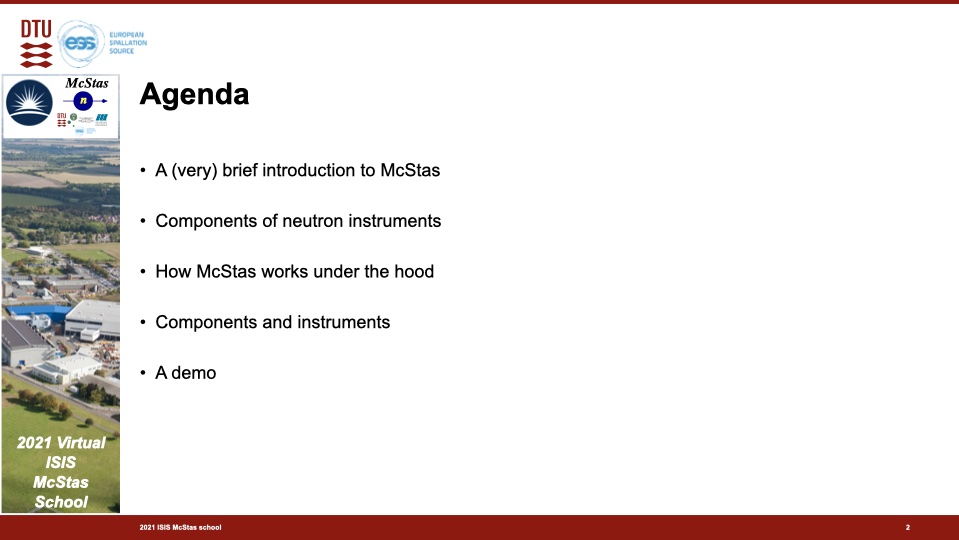 DTU
ess
EUROPEAN
SPALLATION
SOURCE
McStas
n
DTU
Agenda
• A (very) brief introduction to McStas
• Components of neutron instruments
• How McStas works under the hood
• Components and instruments
• A demo
2021 Virtual
ISIS
McStas
School
2021 ISIS McStas school
2